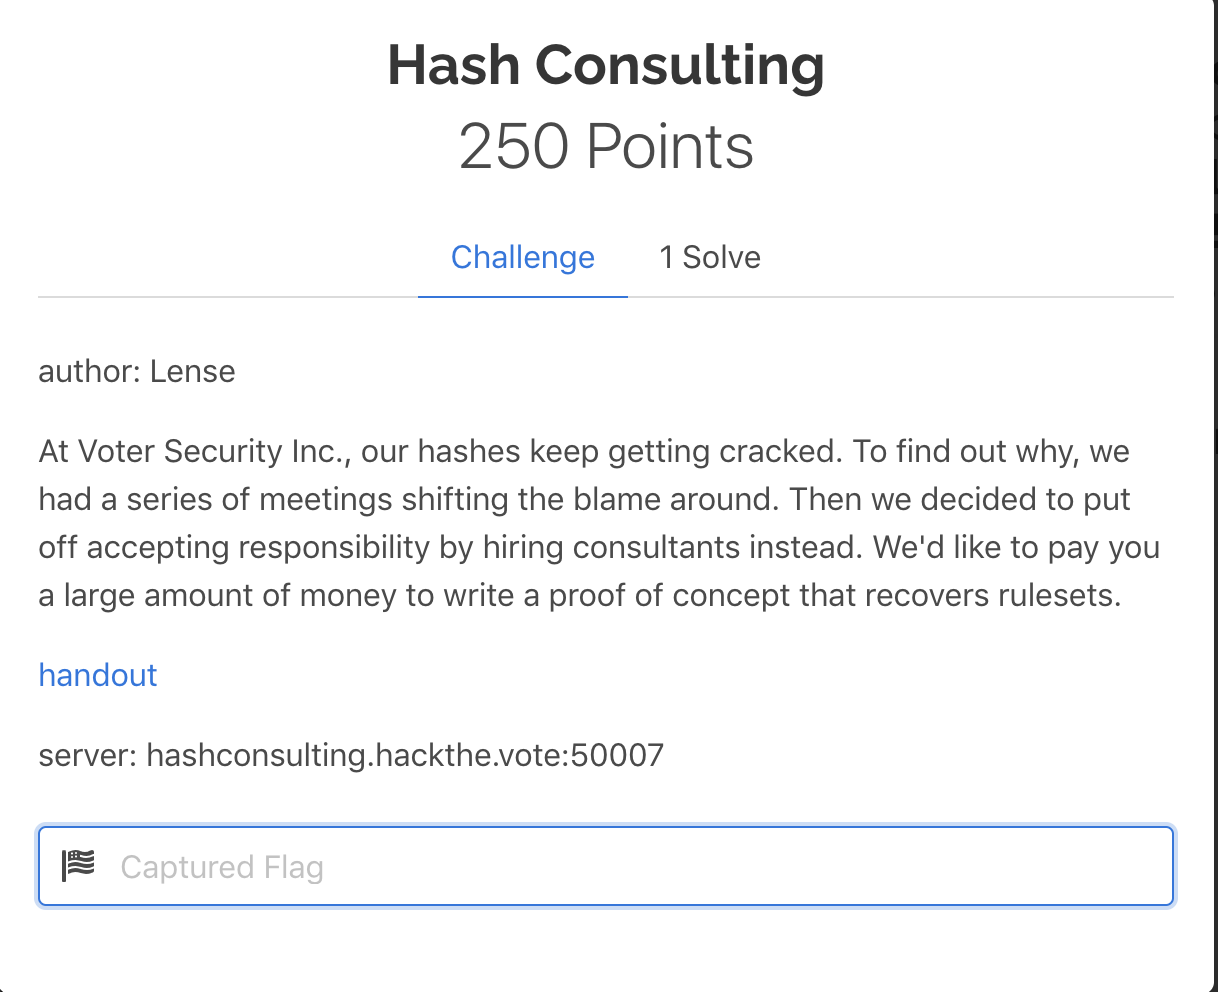 Hash Consulting
250 Points
Challenge 1 Solve
author: Lense
At Voter Security Inc., our hashes keep getting cracked. To find out why, we
had a series of meetings shifting the blame around. Then we decided to put
off accepting responsibility by hiring consultants instead. We'd like to pay you
a large amount of money to write a proof of concept that recovers rulesets.
handout
server: hashconsulting.hackthe.vote:50007
Captured Flag